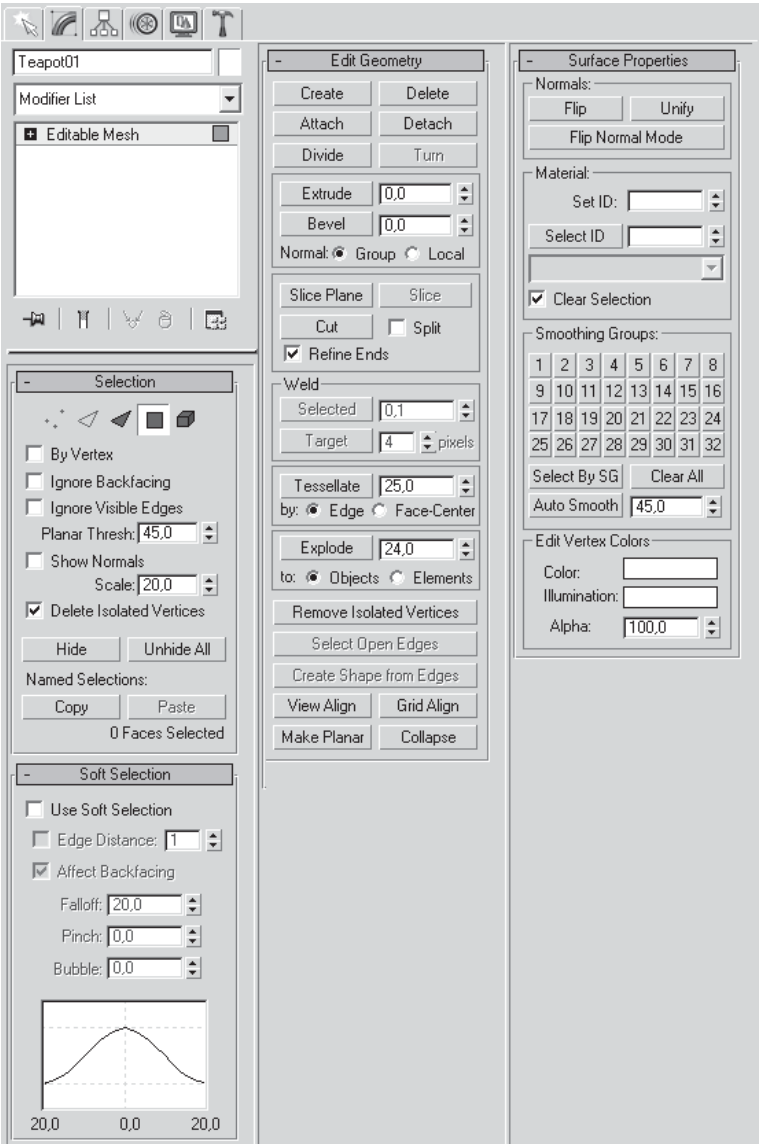 Teapot01
Modifier List
Editable Mesh
Selection
By Vertex
Ignore Backfacing
Ignore Visible Edges
Planar Thresh: 45,0
Show Normals
Scale: 20,0
Delete Isolated Vertices
Hide Unhide All
Named Selections:
Copy Paste
0 Faces Selected
Soft Selection
Use Soft Selection
Edge Distance: 1
Affect Backfacing
Falloff: 20,0
Pinch: 0,0
Bubble: 0,0
20,0 0,0 20,0
Edit Geometry
Create Delete
Attach Detach
Divide Turn
Extrude 0,0
Bevel 0,0
Normal: Group Local
Slice Plane Slice
Cut Split
Refine Ends
Weld
Selected 0,1
Target 4 pixels
Tessellate 25,0
by: Edge Face-Center
Explode 24,0
to: Objects Elements
Remove Isolated Vertices
Select Open Edges
Create Shape from Edges
View Align Grid Align
Make Planar Collapse
Surface Properties
Normals:
Flip Unify
Flip Normal Mode
Material:
Set ID:
Select ID
Clear Selection
Smoothing Groups:
1 2 3 4 5 6 7 8
9 10 11 12 13 14 15 16
17 18 19 20 21 22 23 24
25 26 27 28 29 30 31 32
Select By SG Clear All
Auto Smooth 45,0
Edit Vertex Colors
Color:
Illumination:
Alpha: 100,0